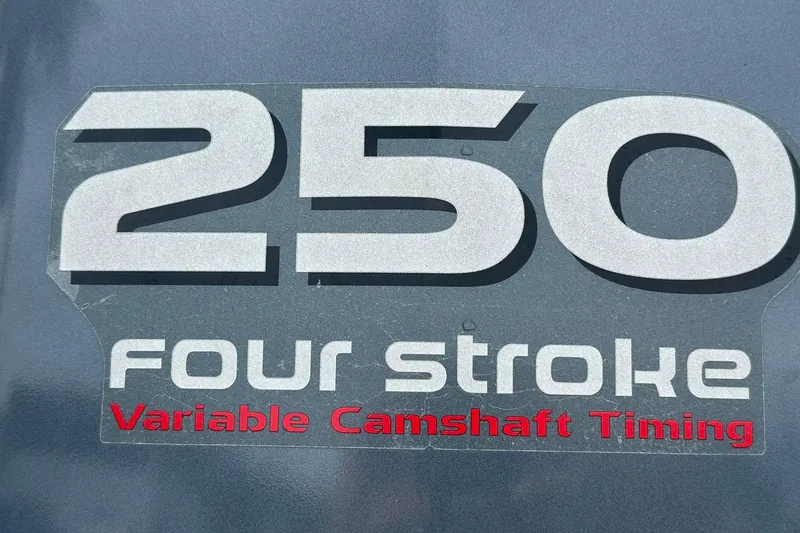 250
FOUR STROKE
Variable Camshaft Timing